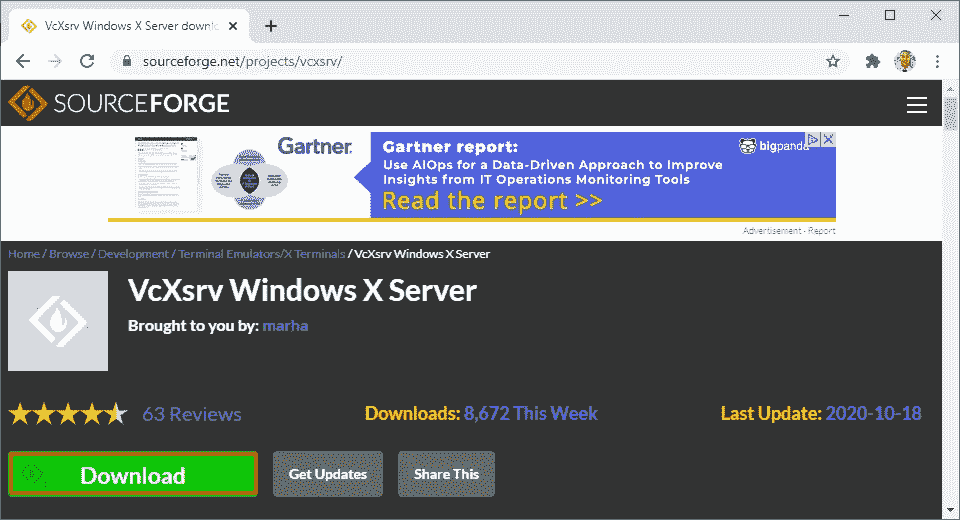 VcXsrv Windows X Server downlo
sourceforge.net/projects/vcxsrv/
SOURCEFORGE
Gartner.
Gartner report:
Use AIOps for a Data-Driven Approach to Improve
Insights from IT Operations Monitoring Tools
Read the report >>
bigpanda
Advertisement - Report
Home / Browse / Development / Terminal Emulators/X Terminals / VcXsrv Windows X Server
VcXsrv Windows X Server
Brought to you by: marha
63 Reviews
Downloads: 8,672 This Week
Last Update: 2020-10-18
Download
Get Updates
Share This